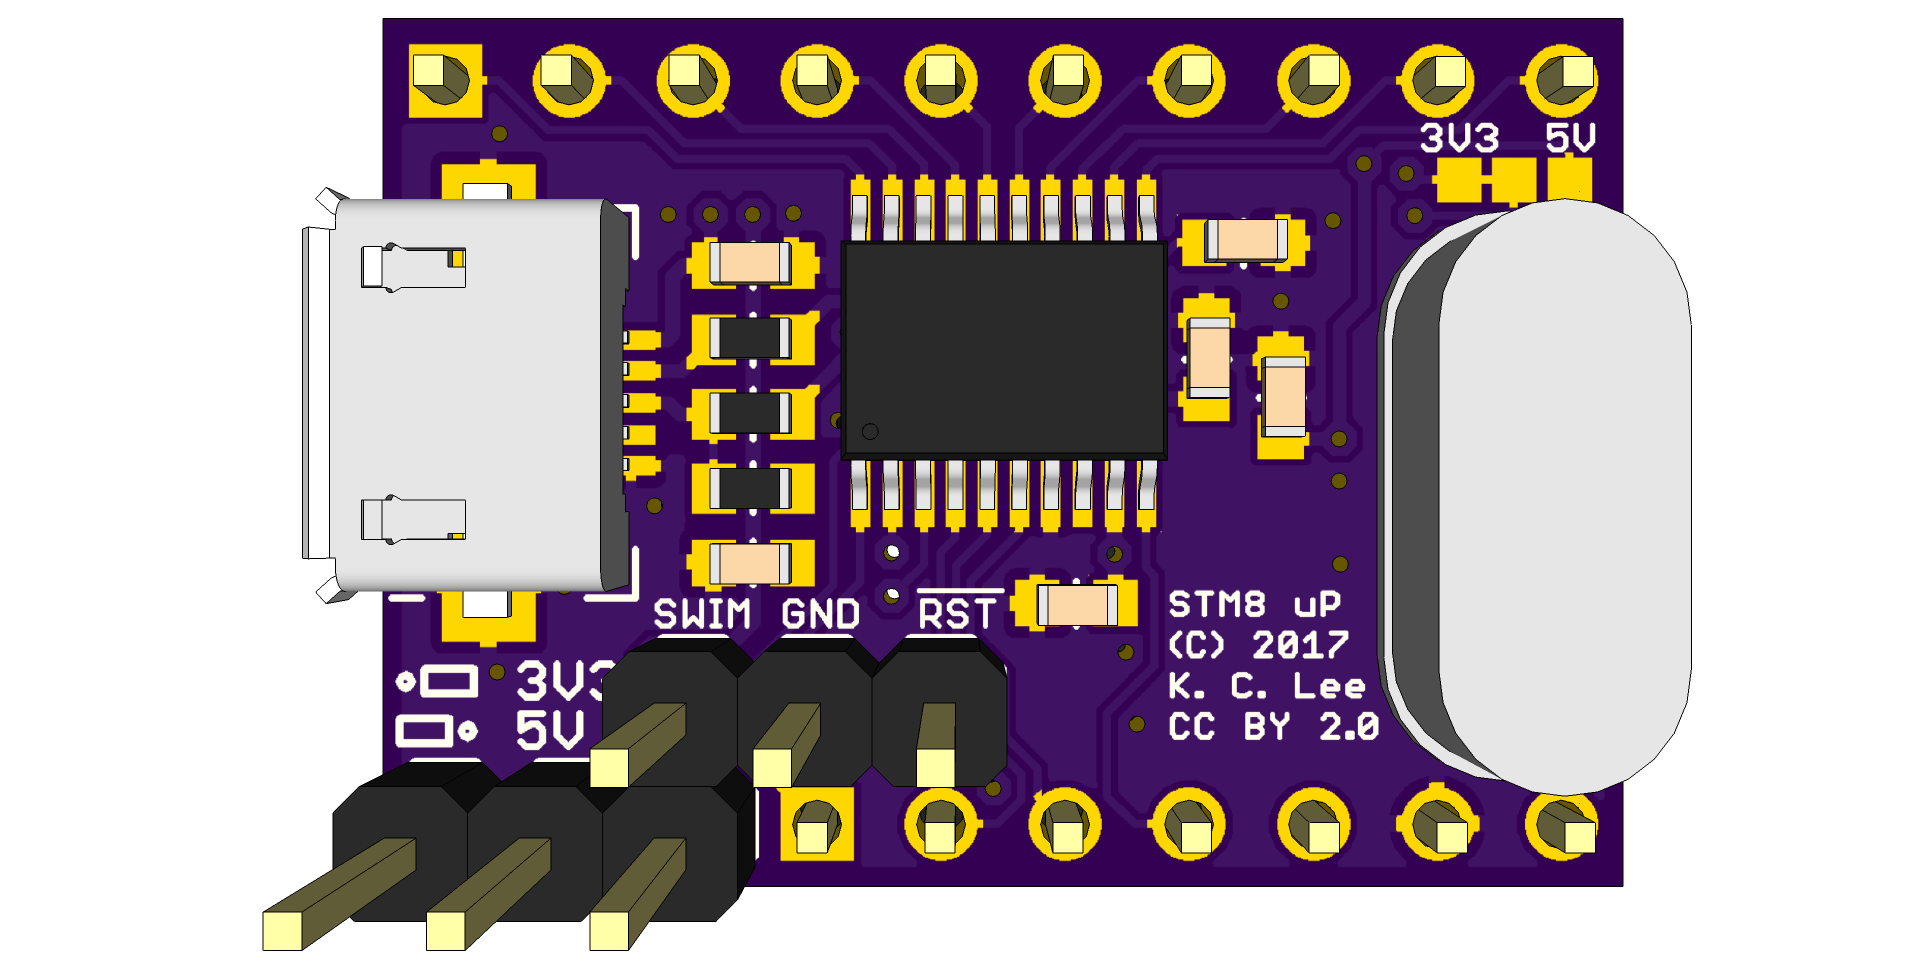 3V3 5V
SWIM GND RST
STM8 uP
(C) 2017
K. C. Lee
CC BY 2.0
3V3
5V